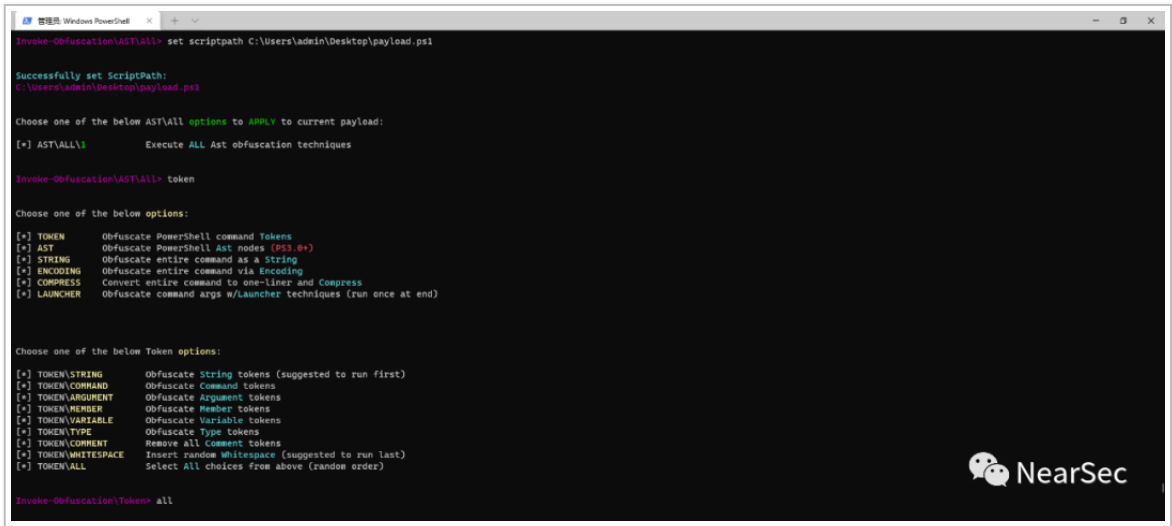 管理员: Windows PowerShell
Invoke-Obfuscation\AST\All> set scriptpath C:\Users\admin\Desktop\payload.ps1
Successfully set ScriptPath:
C:\Users\admin\Desktop\payload.ps1
Choose one of the below AST\All options to APPLY to current payload:
[*] AST\ALL\1 Execute ALL Ast obfuscation techniques
Invoke-Obfuscation\AST\All> token
Choose one of the below options:
[*] TOKEN Obfuscate PowerShell command Tokens
[*] AST Obfuscate PowerShell Ast nodes (PS3.0+)
[*] STRING Obfuscate entire command as a String
[*] ENCODING Obfuscate entire command via Encoding
[*] COMPRESS Convert entire command to one-liner and Compress
[*] LAUNCHER Obfuscate command args w/Launcher techniques (run once at end)
Choose one of the below Token options:
[*] TOKEN\STRING Obfuscate String tokens (suggested to run first)
[*] TOKEN\COMMAND Obfuscate Command tokens
[*] TOKEN\ARGUMENT Obfuscate Argument tokens
[*] TOKEN\MEMBER Obfuscate Member tokens
[*] TOKEN\VARIABLE Obfuscate Variable tokens
[*] TOKEN\TYPE Obfuscate Type tokens
[*] TOKEN\COMMENT Remove all Comment tokens
[*] TOKEN\WHITESPACE Insert random Whitespace (suggested to run last)
[*] TOKEN\ALL Select All choices from above (random order)
Invoke-Obfuscation\Token> all
NearSec